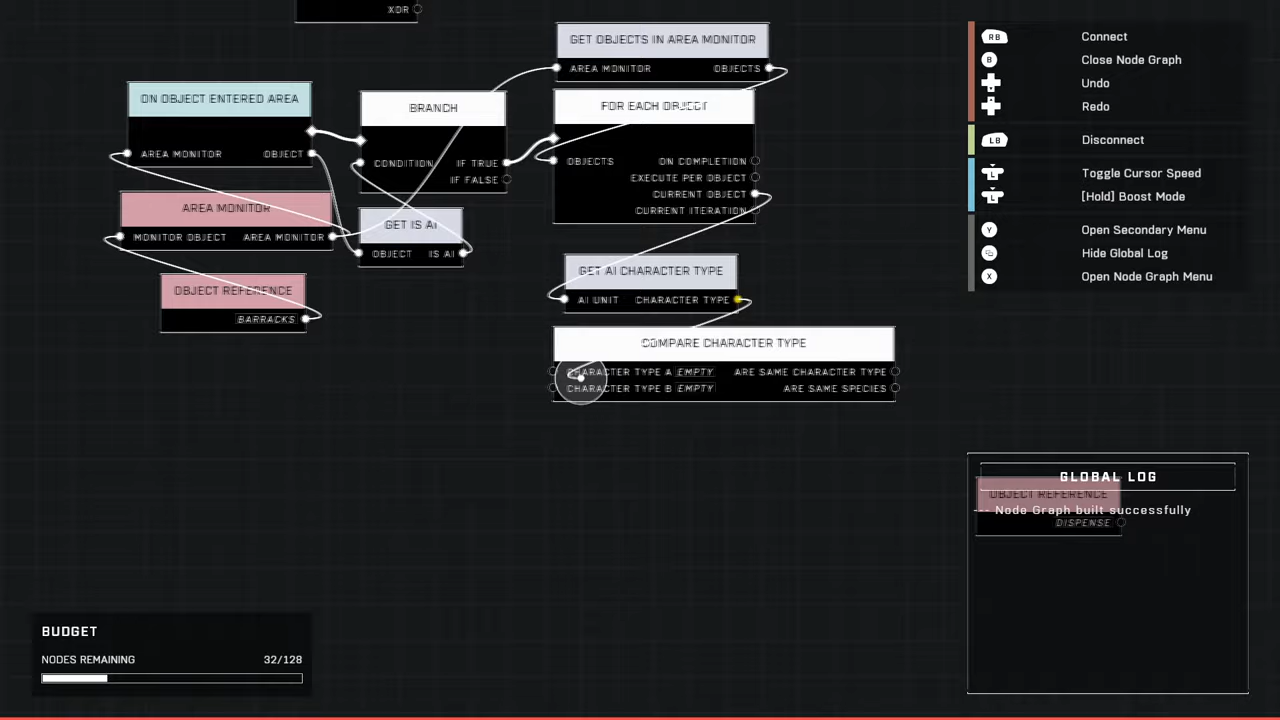 XOR
ON OBJECT ENTERED AREA
AREA MONITOR OBJECT
AREA MONITOR
MONITOR OBJECT AREA MONITOR
OBJECT REFERENCE
BARRACKS
BRANCH
CONDITION IF TRUE
IF FALSE
GET IS AI
OBJECT IS AI
GET OBJECTS IN AREA MONITOR
AREA MONITOR OBJECTS
FOR EACH OBJECT
OBJECTS ON COMPLETION
EXECUTE PER OBJECT
CURRENT OBJECT
CURRENT ITERATION
GET AI CHARACTER TYPE
AI UNIT CHARACTER TYPE
COMPARE CHARACTER TYPE
CHARACTER TYPE A EMPTY ARE SAME CHARACTER TYPE
CHARACTER TYPE B EMPTY ARE SAME SPECIES
RB Connect
B Close Node Graph
Undo
Redo
LB Disconnect
L Toggle Cursor Speed
L [Hold] Boost Mode
Y Open Secondary Menu
Hide Global Log
X Open Node Graph Menu
GLOBAL LOG
OBJECT REFERENCE
--- Node Graph built successfully
DISPENSE
BUDGET
NODES REMAINING 32/128